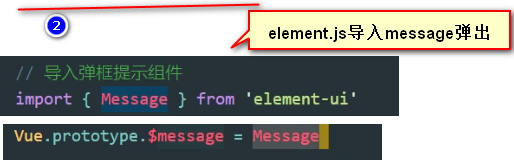 2
element.js导入message弹出
// 导入弹框提示组件
import { Message } from 'element-ui'
Vue.prototype.$message = Message